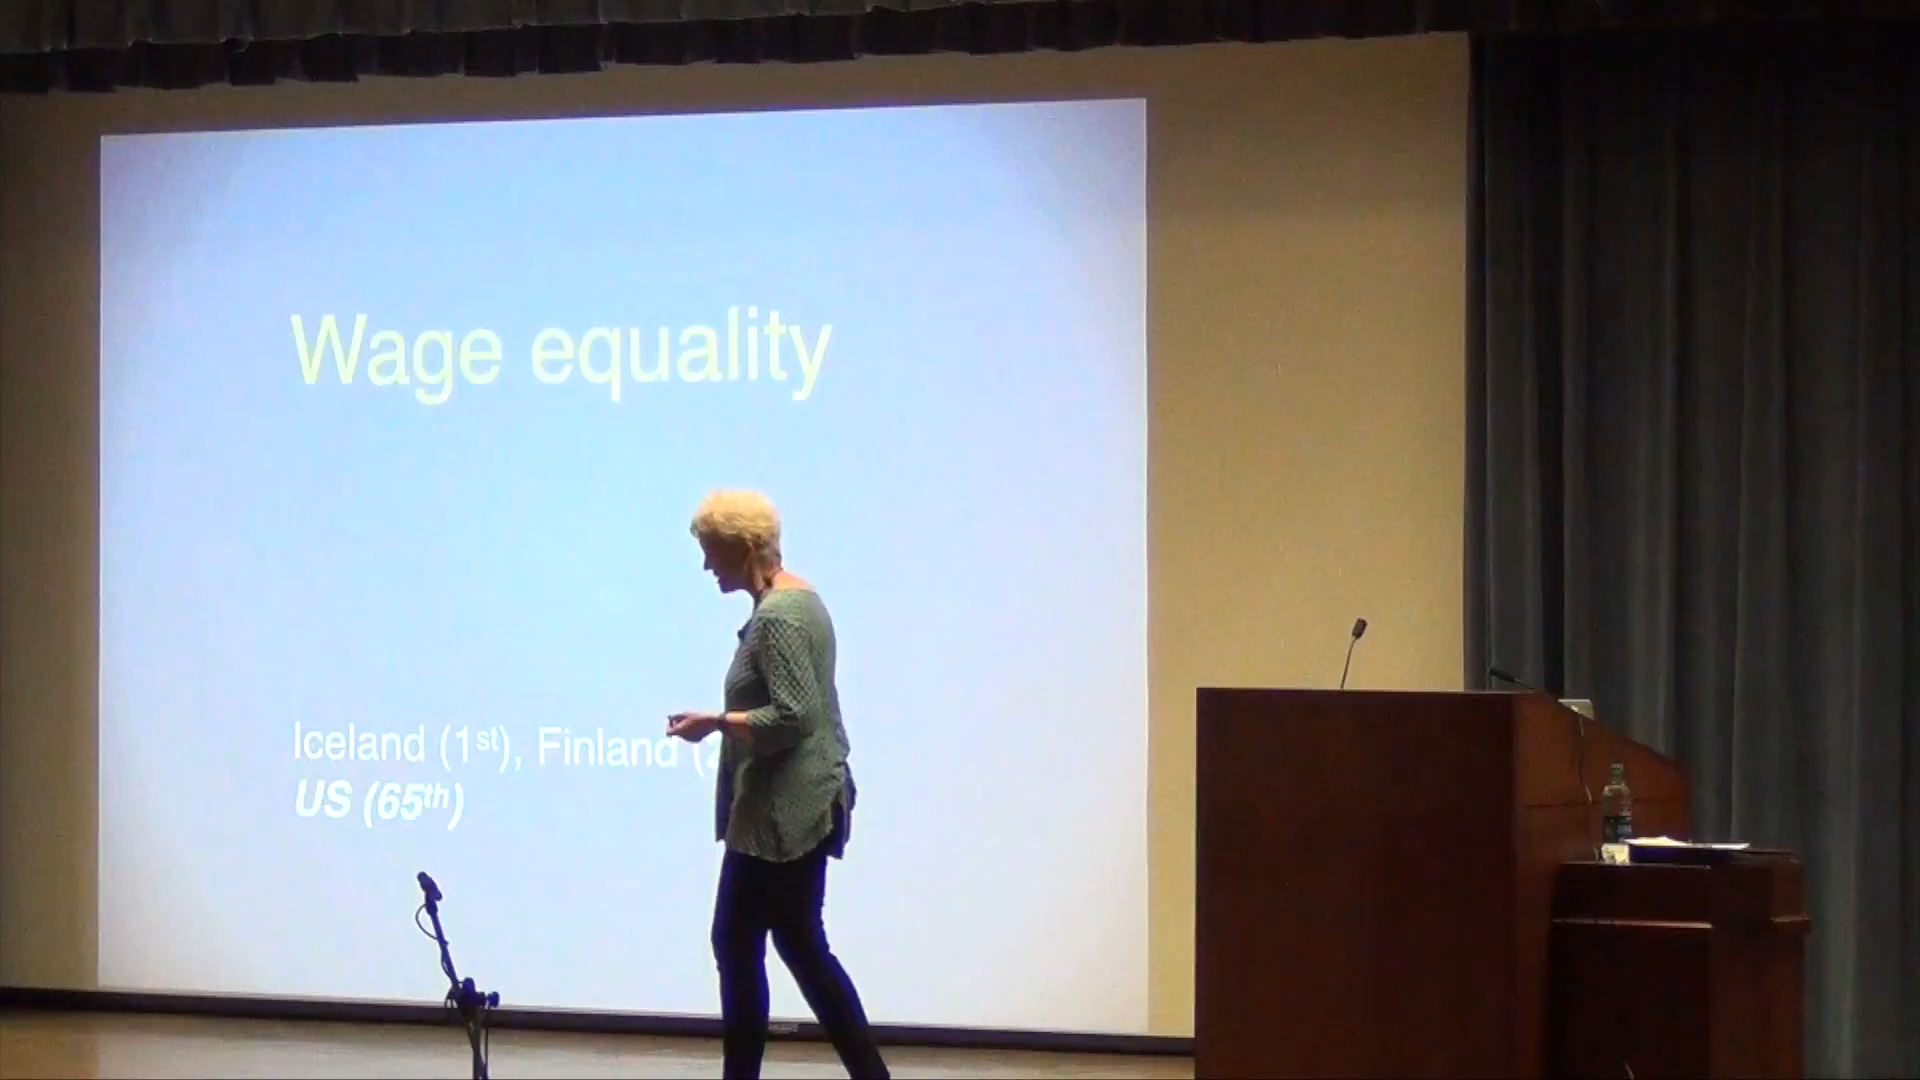 Wage equality
Iceland (1st), Finland (
US (65th)